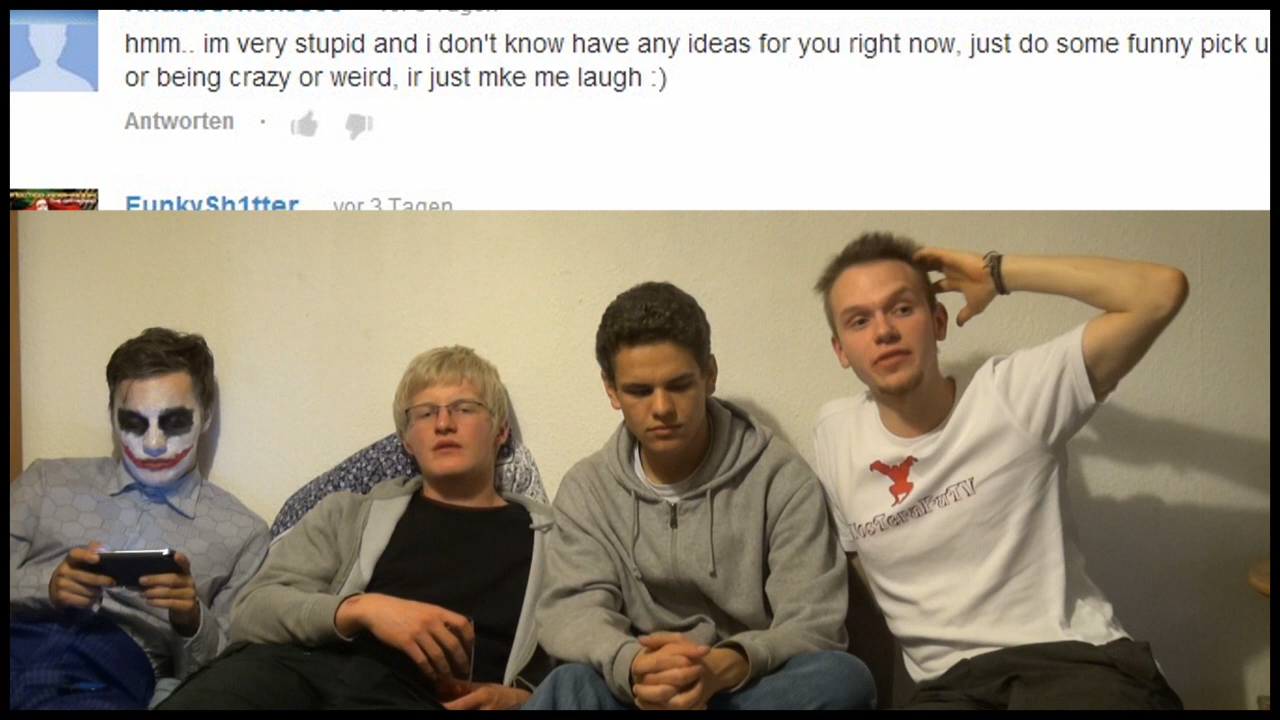 hmm.. im very stupid and i don't know have any ideas for you right now, just do some funny pick u
or being crazy or weird, ir just mke me laugh :)
Antworten ·
FunkySh1tter vor 3 Tagen